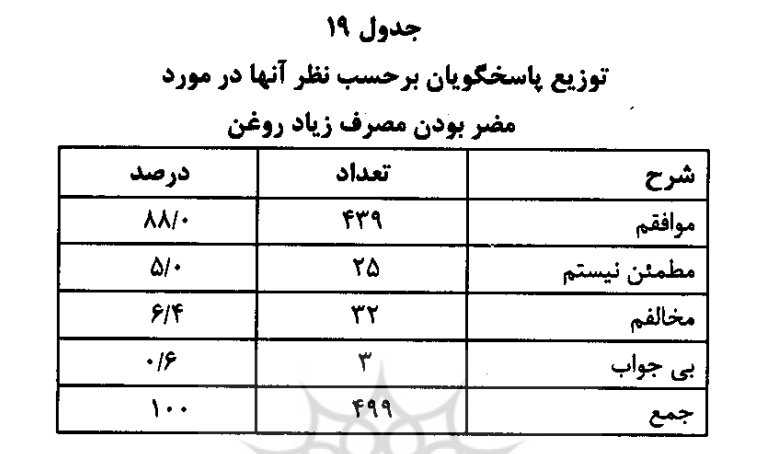 جدول ۱۹
توزیع پاسخگویان برحسب نظر آنها در مورد
مضر بودن مصرف زیاد روغن
شرح تعداد درصد
موافقم ۴۳۹ ۸۸/۰
مطمئن نیستم ۲۵ ۵/۰
مخالفم ۳۲ ۶/۴
بی جواب ۳ ۰/۶
جمع ۴۹۹ ۱۰۰